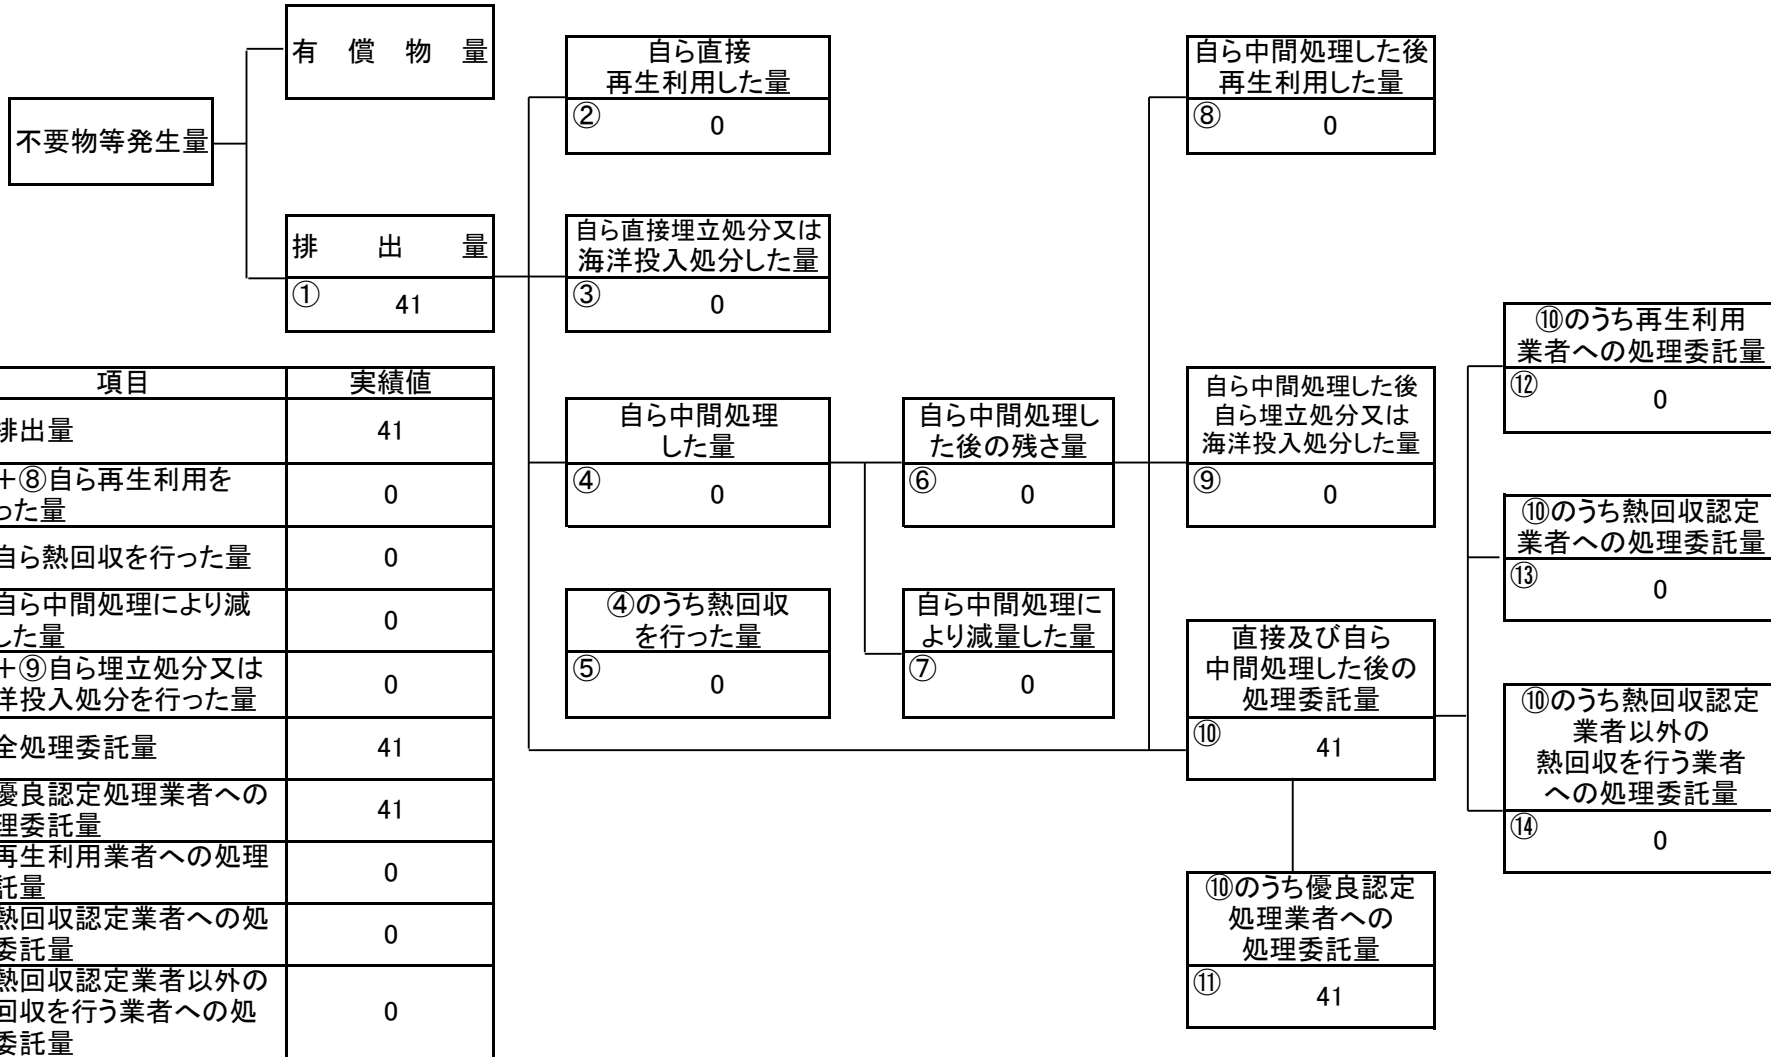 不要物等発生量
有償物量
排出量
① 41
自ら直接
再生利用した量
② 0
自ら直接埋立処分又は
海洋投入処分した量
③ 0
自ら中間処理
した量
④ 0
④のうち熱回収
を行った量
⑤ 0
自ら中間処理し
た後の残さ量
⑥ 0
自ら中間処理に
より減量した量
⑦ 0
自ら中間処理した後
再生利用した量
⑧ 0
自ら中間処理した後
自ら埋立処分又は
海洋投入処分した量
⑨ 0
直接及び自ら
中間処理した後の
処理委託量
⑩ 41
⑩のうち優良認定
処理業者への
処理委託量
⑪ 41
⑩のうち再生利用
業者への処理委託量
⑫ 0
⑩のうち熱回収認定
業者への処理委託量
⑬ 0
⑩のうち熱回収認定
業者以外の
熱回収を行う業者
への処理委託量
⑭ 0
項目 実績値
排出量 41
+⑧自ら再生利用を
った量 0
自ら熱回収を行った量 0
自ら中間処理により減
した量 0
+⑨自ら埋立処分又は
洋投入処分を行った量 0
全処理委託量 41
優良認定処理業者への
理委託量 41
再生利用業者への処理
託量 0
熱回収認定業者への処
委託量 0
熱回収認定業者以外の
回収を行う業者への処
委託量 0